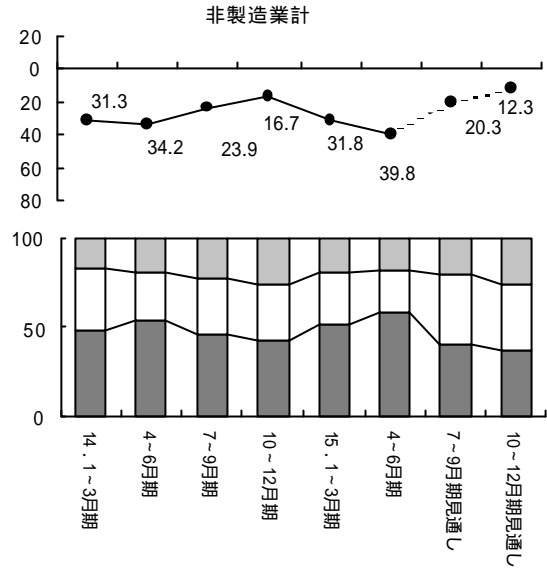 非製造業計
20
0
20
40
60
80
31.3
34.2
23.9
16.7
31.8
39.8
20.3
12.3
100
50
0
14．1~3月期
4~6月期
7~9月期
10~12月期
15．1~3月期
4~6月期
7~9月期見通し
10~12月期見通し